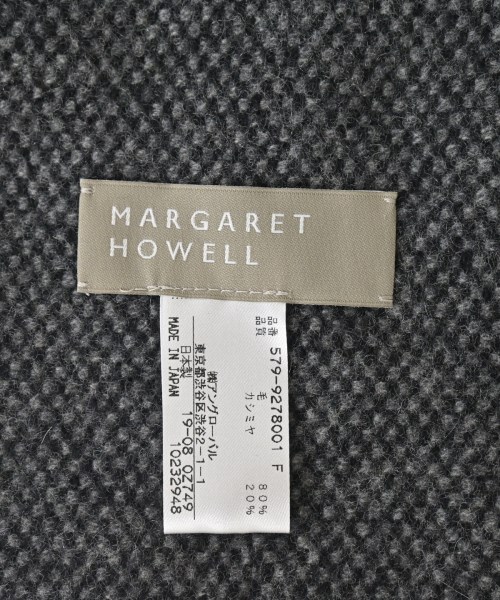 MARGARET
HOWELL
品番 579-9278001 F
品質
毛 80%
カシミヤ 20%
㈱アングローバル
東京都渋谷区渋谷2-1-1
日本製 19-08 0Z749
MADE IN JAPAN 10232948